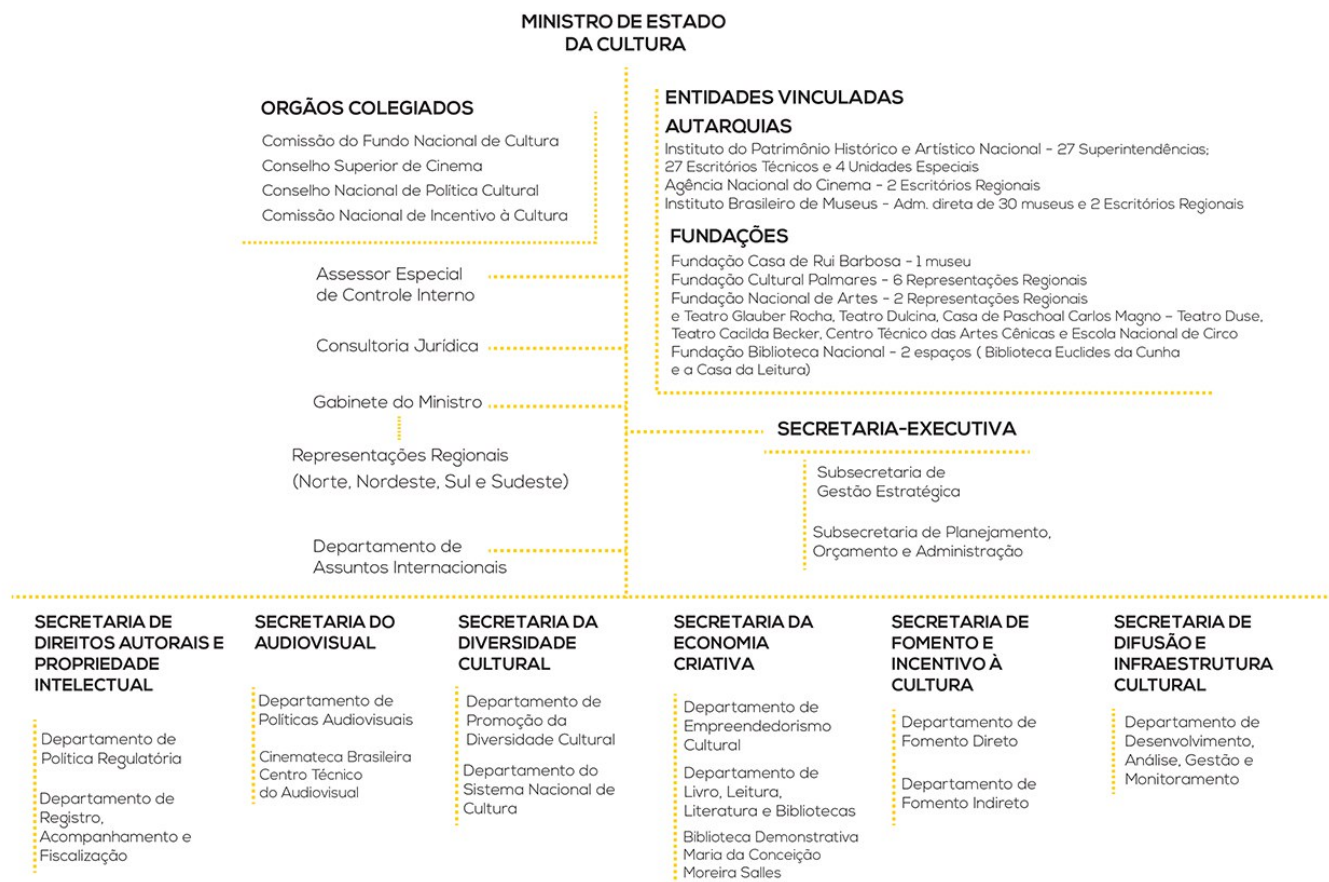 MINISTRO DE ESTADO
DA CULTURA
ORGÃOS COLEGIADOS
Comissão do Fundo Nacional de Cultura
Conselho Superior de Cinema
Conselho Nacional de Política Cultural
Comissão Nacional de Incentivo à Cultura
ENTIDADES VINCULADAS
AUTARQUIAS
Instituto do Patrimônio Histórico e Artístico Nacional - 27 Superintendências;
27 Escritórios Técnicos e 4 Unidades Especiais
Agência Nacional do Cinema - 2 Escritórios Regionais
Instituto Brasileiro de Museus - Adm. direta de 30 museus e 2 Escritórios Regionais
FUNDAÇÕES
Fundação Casa de Rui Barbosa - 1 museu
Fundação Cultural Palmares - 6 Representações Regionais
Fundação Nacional de Artes - 2 Representações Regionais
e Teatro Glauber Rocha, Teatro Dulcina, Casa de Paschoal Carlos Magno – Teatro Duse,
Teatro Cacilda Becker, Centro Técnico das Artes Cênicas e Escola Nacional de Circo
Fundação Biblioteca Nacional - 2 espaços ( Biblioteca Euclides da Cunha
e a Casa da Leitura)
Assessor Especial
de Controle Interno
Consultoria Jurídica
Gabinete do Ministro
Representações Regionais
(Norte, Nordeste, Sul e Sudeste)
Departamento de
Assuntos Internacionais
SECRETARIA-EXECUTIVA
Subsecretaria de
Gestão Estratégica
Subsecretaria de Planejamento,
Orçamento e Administração
SECRETARIA DE
DIREITOS AUTORAIS E
PROPRIEDADE
INTELECTUAL
Departamento de
Política Regulatória
Departamento de
Registro,
Acompanhamento e
Fiscalização
SECRETARIA DO
AUDIOVISUAL
Departamento de
Políticas Audiovisuais
Cinemateca Brasileira
Centro Técnico
do Audiovisual
SECRETARIA DA
DIVERSIDADE
CULTURAL
Departamento de
Promoção da
Diversidade Cultural
Departamento do
Sistema Nacional de
Cultura
SECRETARIA DA
ECONOMIA
CRIATIVA
Departamento de
Empreendedorismo
Cultural
Departamento de
Livro, Leitura,
Literatura e Bibliotecas
Biblioteca Demonstrativa
Maria da Conceição
Moreira Salles
SECRETARIA DE
FOMENTO E
INCENTIVO À
CULTURA
Departamento de
Fomento Direto
Departamento de
Fomento Indireto
SECRETARIA DE
DIFUSÃO E
INFRAESTRUTURA
CULTURAL
Departamento de
Desenvolvimento,
Análise, Gestão e
Monitoramento